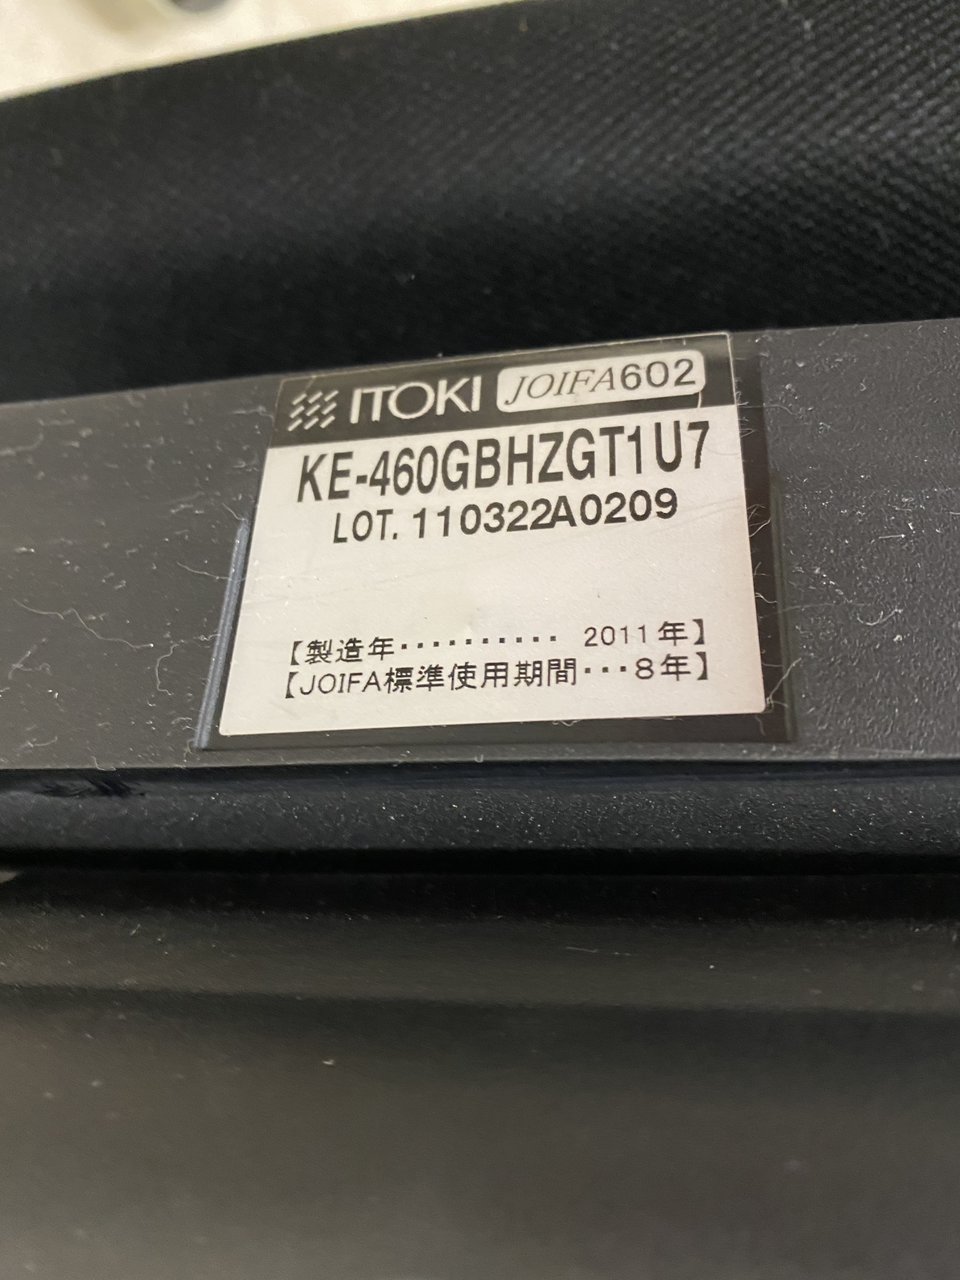 ITOKI JOIFA602
KE-460GBHZGT1U7
LOT. 110322A0209
【製造年·········· 2011年】
【JOIFA標準使用期間···8年】